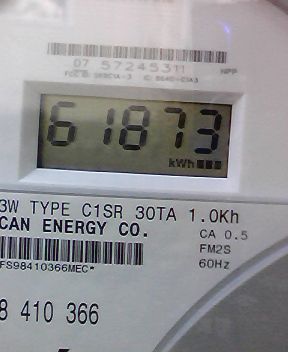 07 57245311 NPP
61873
kWh
3W TYPE C1SR 30TA 1.0Kh
CAN ENERGY CO. CA 0.5
FM2S
FS98410366MEC* 60Hz
8 410 366